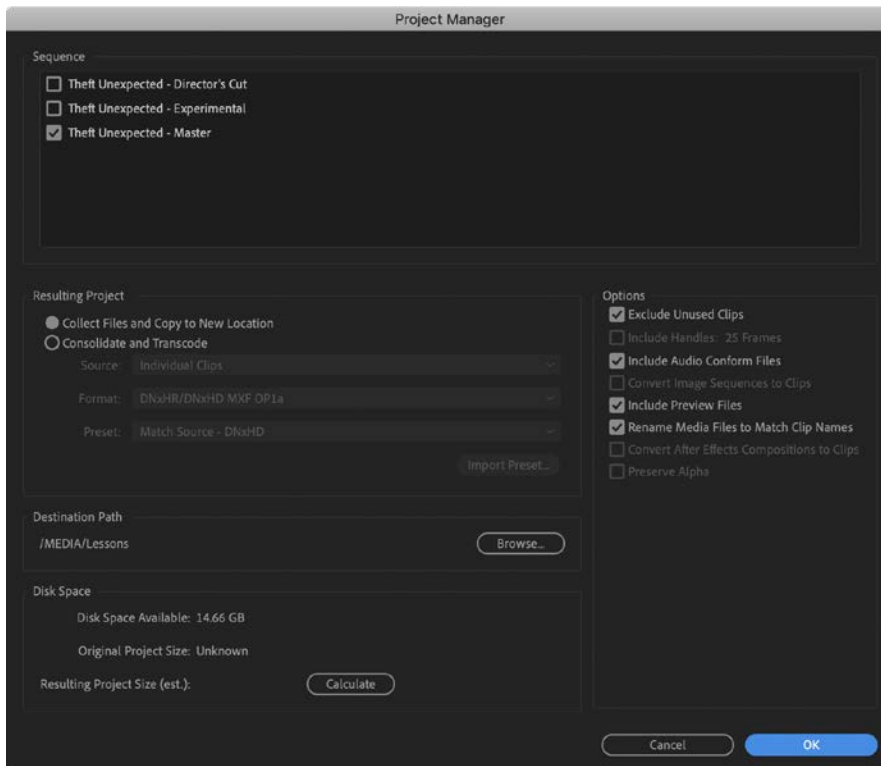 Project Manager
Sequence
Theft Unexpected - Director's Cut
Theft Unexpected - Experimental
Theft Unexpected - Master
Resulting Project
Collect Files and Copy to New Location
Consolidate and Transcode
Source: Individual Clips
Format: DNxHR/DNxHD MXF OP1a
Preset: Match Source - DNxHD
Import Preset...
Options
Exclude Unused Clips
Include Handles: 25 Frames
Include Audio Conform Files
Convert Image Sequences to Clips
Include Preview Files
Rename Media Files to Match Clip Names
Convert After Effects Compositions to Clips
Preserve Alpha
Destination Path
/MEDIA/Lessons
Browse...
Disk Space
Disk Space Available: 14.66 GB
Original Project Size: Unknown
Resulting Project Size (est.):
Calculate
Cancel
OK